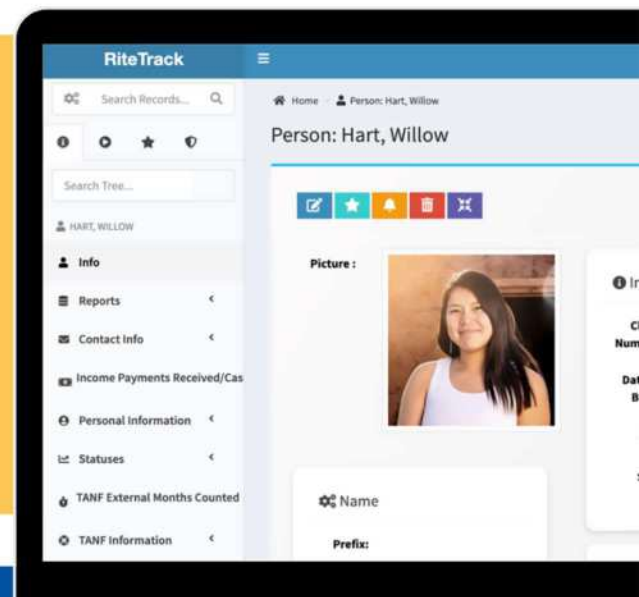 RiteTrack
Search Records...
Home
Person: Hart, Willow
Person: Hart, Willow
Search Tree...
HART, WILLOW
Info
Reports
Contact Info
Income Payments Received/Cas
Personal Information
Statuses
TANF External Months Counted
TANF Information
Picture :
Name
Prefix: